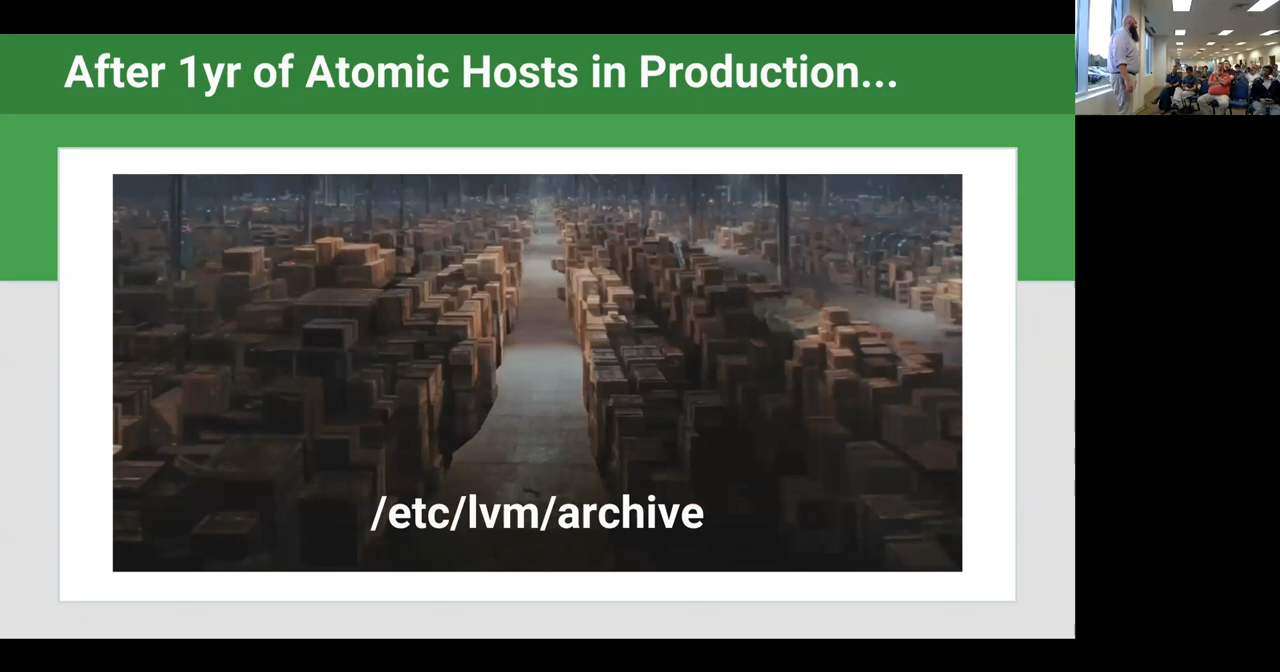 After 1yr of Atomic Hosts in Production...
/etc/lvm/archive